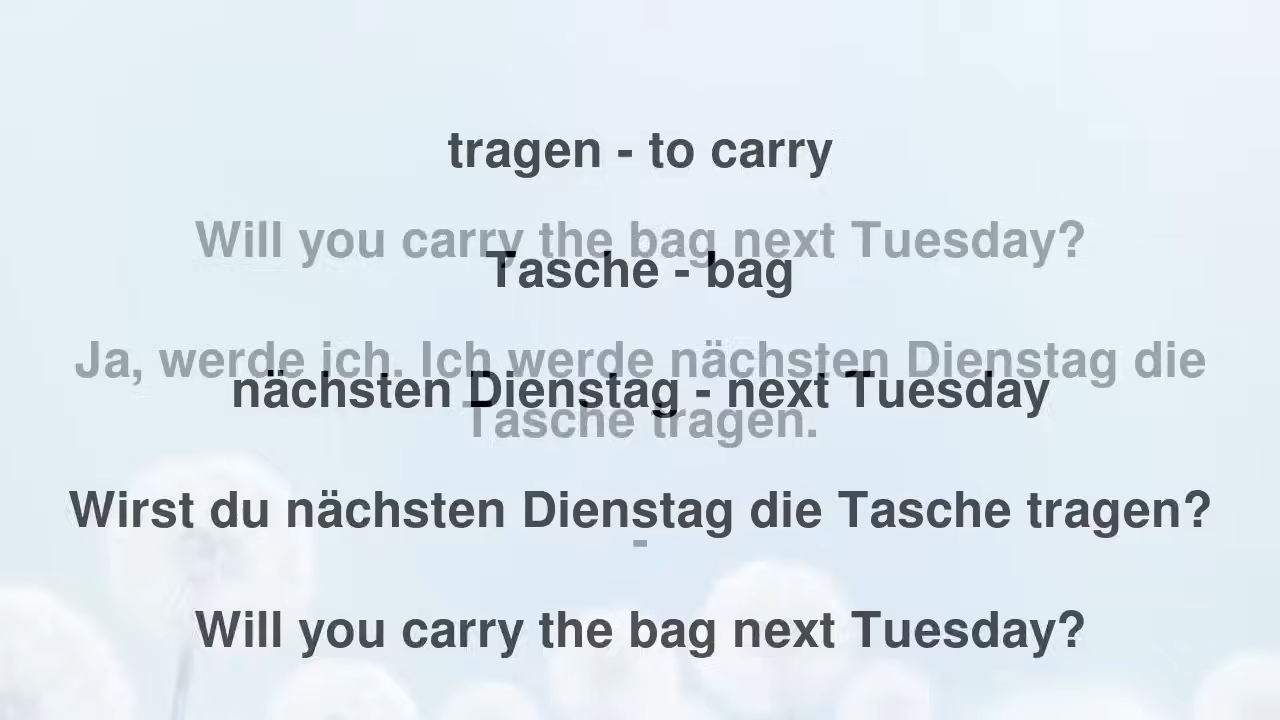 tragen - to carry
Will you carry the bag next Tuesday?
Tasche - bag
Ja, werde ich. Ich werde nächsten Dienstag die
nächsten Dienstag - next Tuesday
Tasche tragen.
Wirst du nächsten Dienstag die Tasche tragen?
-
Will you carry the bag next Tuesday?